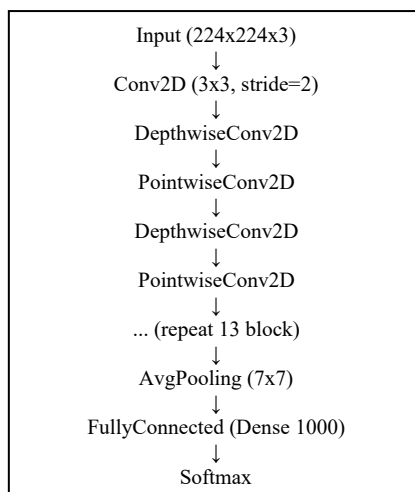 Input (224x224x3)
↓
Conv2D (3x3, stride=2)
↓
DepthwiseConv2D
↓
PointwiseConv2D
↓
DepthwiseConv2D
↓
PointwiseConv2D
↓
... (repeat 13 block)
↓
AvgPooling (7x7)
↓
FullyConnected (Dense 1000)
↓
Softmax